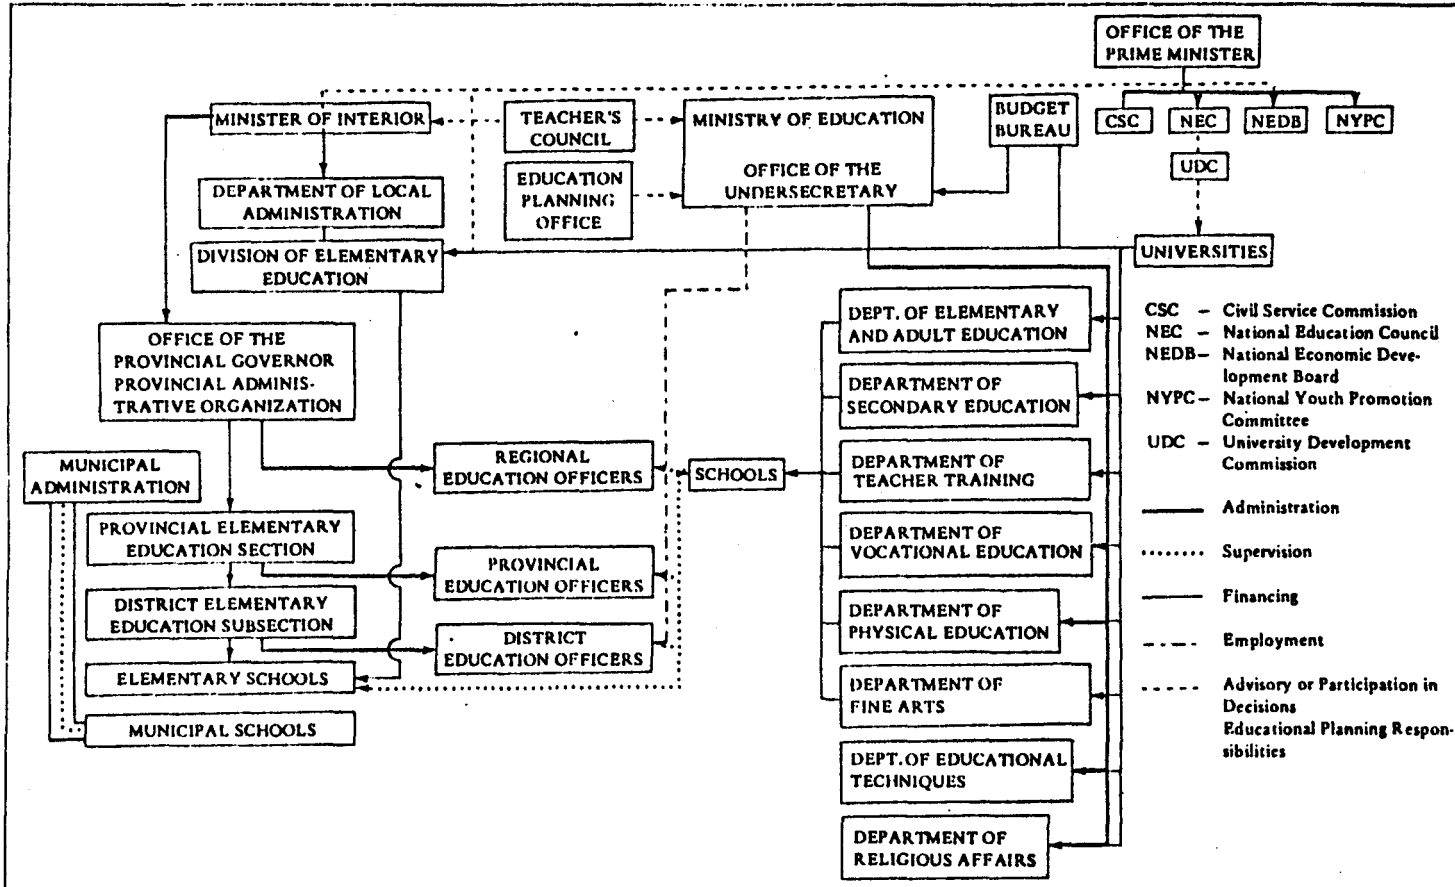 OFFICE OF THE
PRIME MINISTER
MINISTER OF INTERIOR
TEACHER'S
COUNCIL
MINISTRY OF EDUCATION
OFFICE OF THE
UNDERSECRETARY
BUDGET
BUREAU
CSC
NEC
NEDB
NYPC
UDC
EDUCATION
PLANNING
OFFICE
DEPARTMENT OF LOCAL
ADMINISTRATION
DIVISION OF ELEMENTARY
EDUCATION
UNIVERSITIES
OFFICE OF THE
PROVINCIAL GOVERNOR
PROVINCIAL ADMINIS-
TRATIVE ORGANIZATION
MUNICIPAL
ADMINISTRATION
PROVINCIAL ELEMENTARY
EDUCATION SECTION
DISTRICT ELEMENTARY
EDUCATION SUBSECTION
ELEMENTARY SCHOOLS
MUNICIPAL SCHOOLS
REGIONAL
EDUCATION OFFICERS
PROVINCIAL
EDUCATION OFFICERS
DISTRICT
EDUCATION OFFICERS
SCHOOLS
DEPT. OF ELEMENTARY
AND ADULT EDUCATION
DEPARTMENT OF
SECONDARY EDUCATION
DEPARTMENT OF
TEACHER TRAINING
DEPARTMENT OF
VOCATIONAL EDUCATION
DEPARTMENT OF
PHYSICAL EDUCATION
DEPARTMENT OF
FINE ARTS
DEPT. OF EDUCATIONAL
TECHNIQUES
DEPARTMENT OF
RELIGIOUS AFFAIRS
CSC – Civil Service Commission
NEC – National Education Council
NEDB – National Economic Deve-
lopment Board
NYPC – National Youth Promotion
Committee
UDC – University Development
Commission
Administration
Supervision
Financing
Employment
Advisory or Participation in
Decisions
Educational Planning Respon-
sibilities